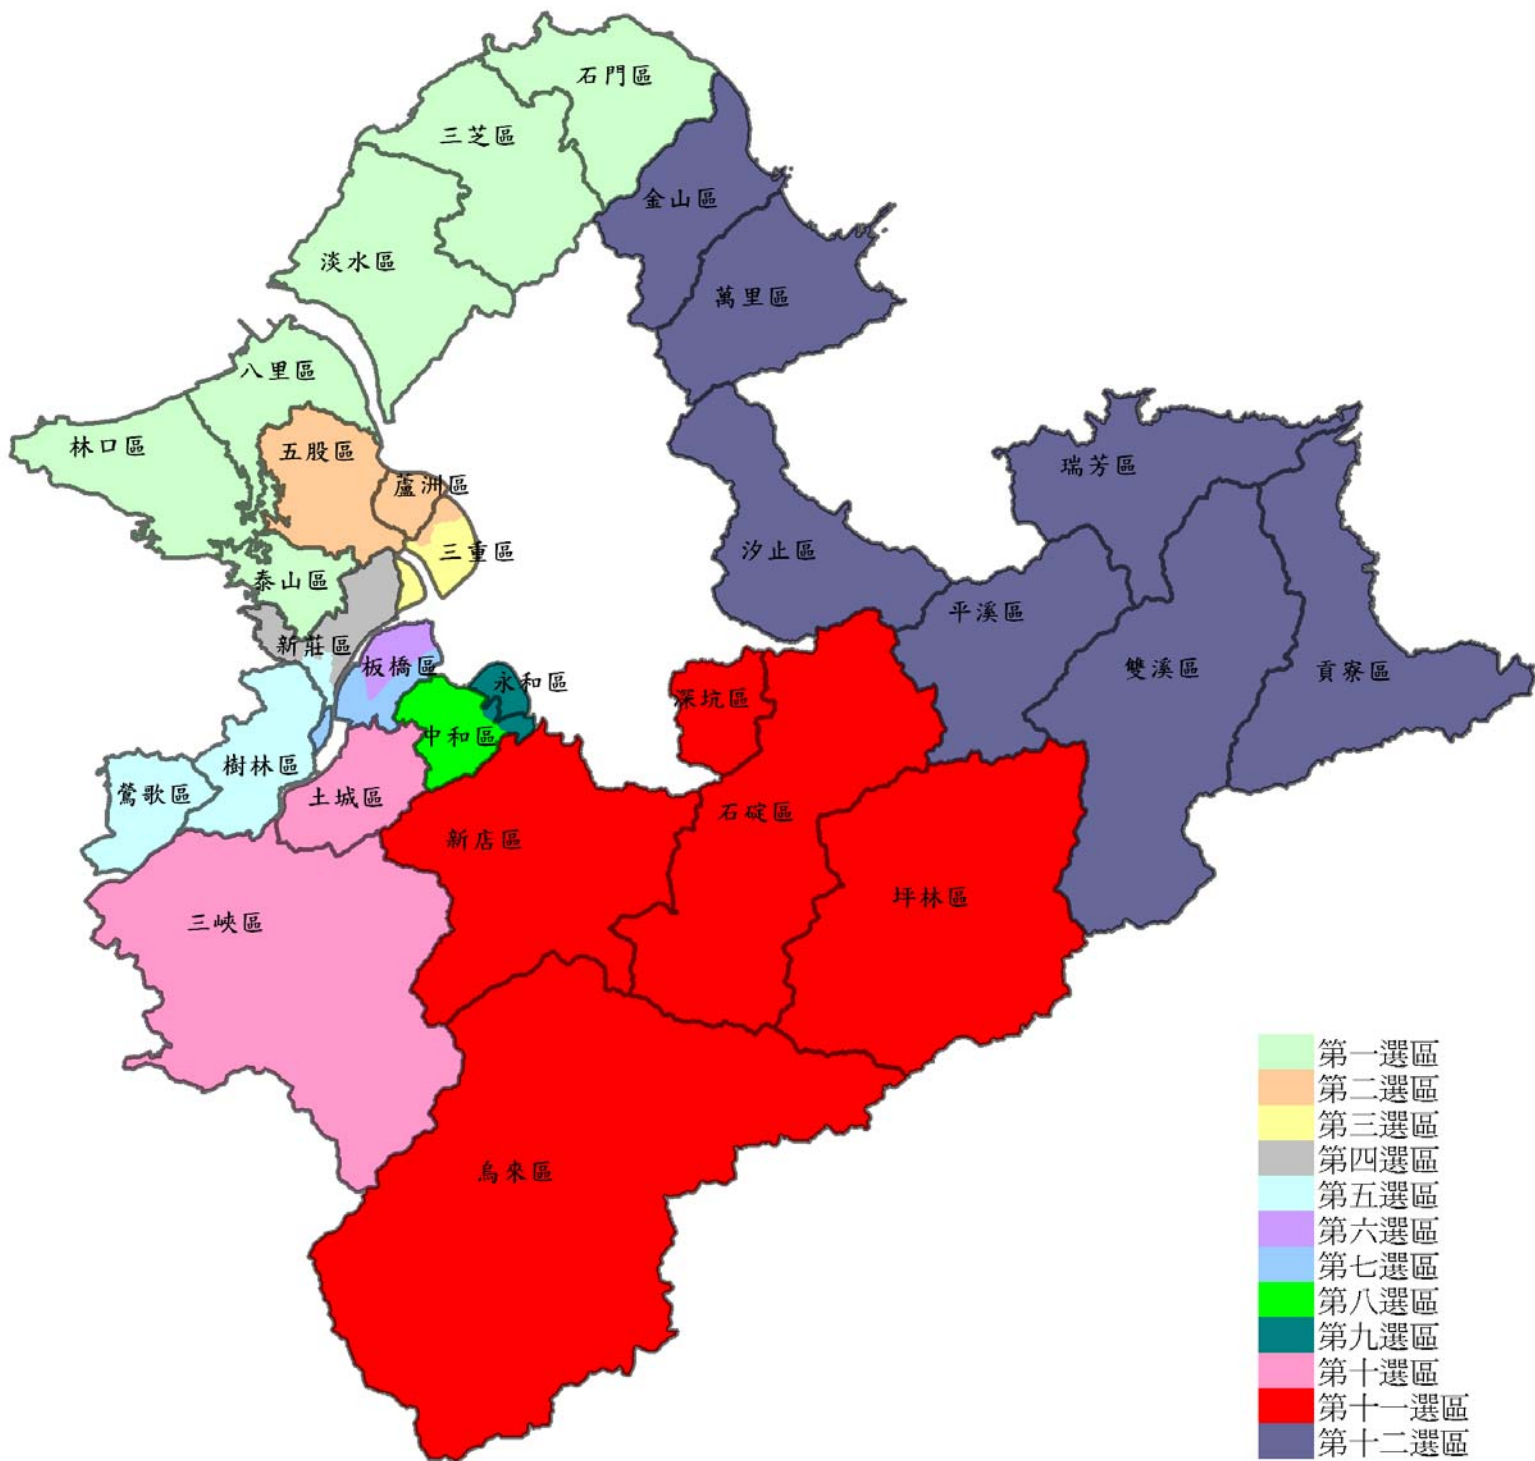 石門區
三芝區
金山區
淡水區
萬里區
八里區
林口區
五股區
蘆洲區
瑞芳區
三重區
汐止區
泰山區
平溪區
新莊區
板橋區
永和區
深坑區
雙溪區
貢寮區
中和區
樹林區
鶯歌區
土城區
石碇區
新店區
坪林區
三峽區
烏來區
第一選區
第二選區
第三選區
第四選區
第五選區
第六選區
第七選區
第八選區
第九選區
第十選區
第十一選區
第十二選區